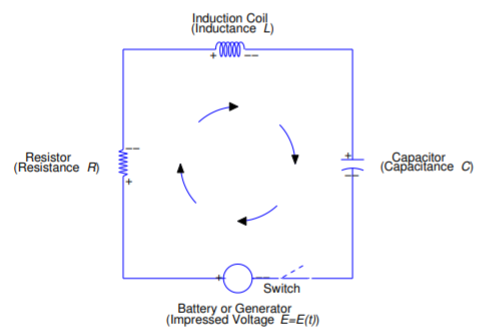 Induction Coil
(Inductance L)
+ −−
Resistor
(Resistance R)
−−
+
+
−−
Capacitor
(Capacitance C)
+ −−
Switch
Battery or Generator
(Impressed Voltage E=E(t))